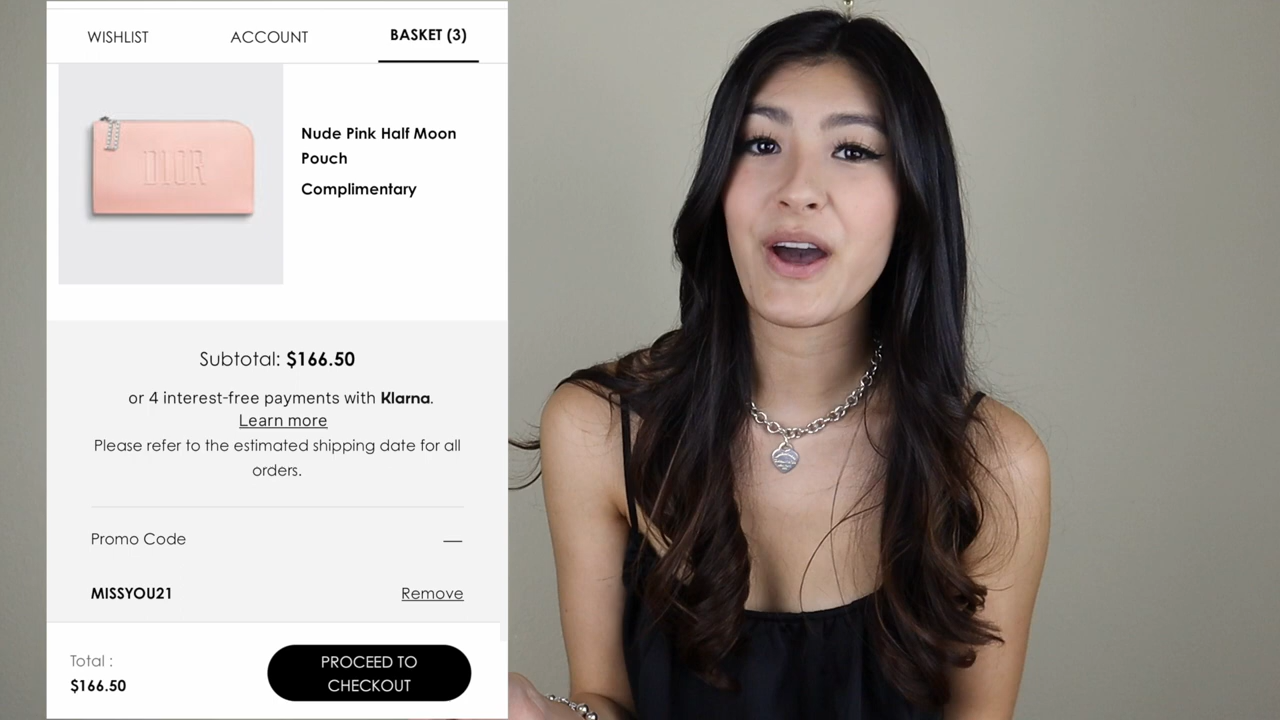 WISHLIST
ACCOUNT
BASKET (3)
DIOR
Nude Pink Half Moon
Pouch
Complimentary
Subtotal: $166.50
or 4 interest-free payments with Klarna.
Learn more
Please refer to the estimated shipping date for all
orders.
Promo Code
MISSYOU21
Remove
Total :
$166.50
PROCEED TO
CHECKOUT